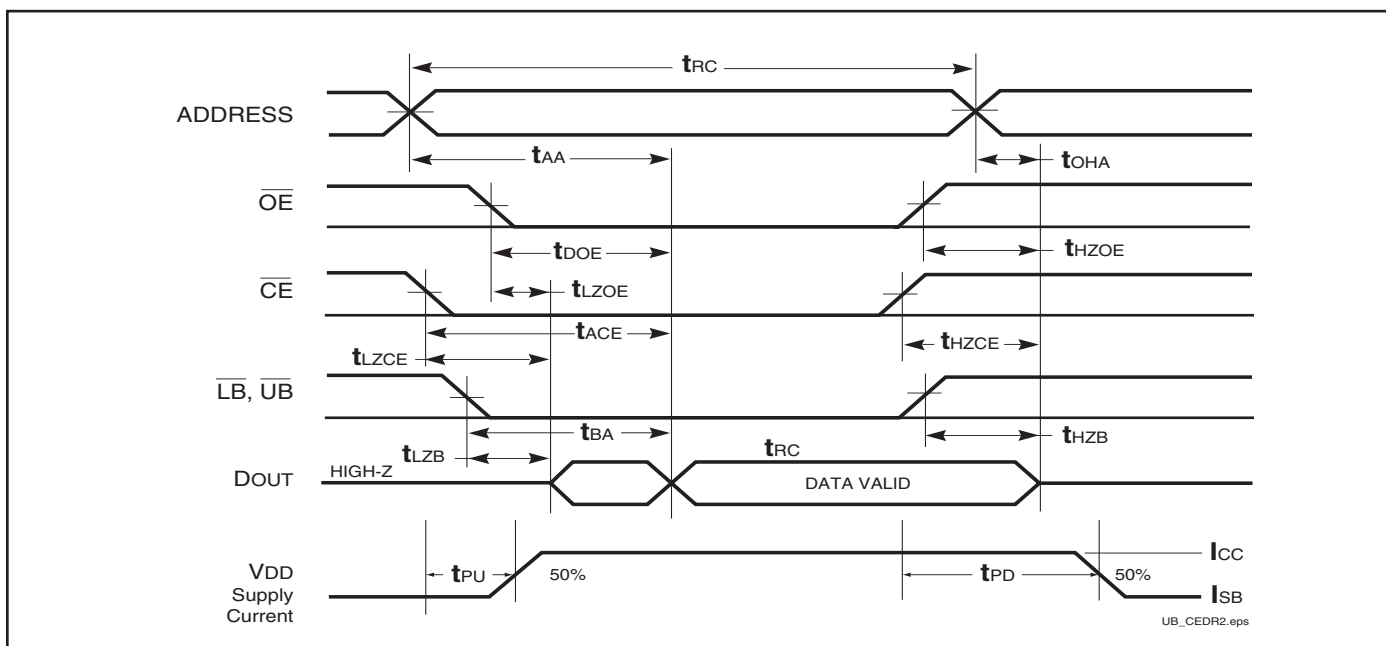 tRC
ADDRESS
tAA
tOHA
OE
tDOE
tHZOE
CE
tLZOE
tACE
tHZCE
tLZCE
LB, UB
tBA
tHZB
tLZB
tRC
DOUT
HIGH-Z
DATA VALID
ICC
VDD
Supply
Current
tPU
50%
tPD
50%
ISB
UB_CEDR2.eps